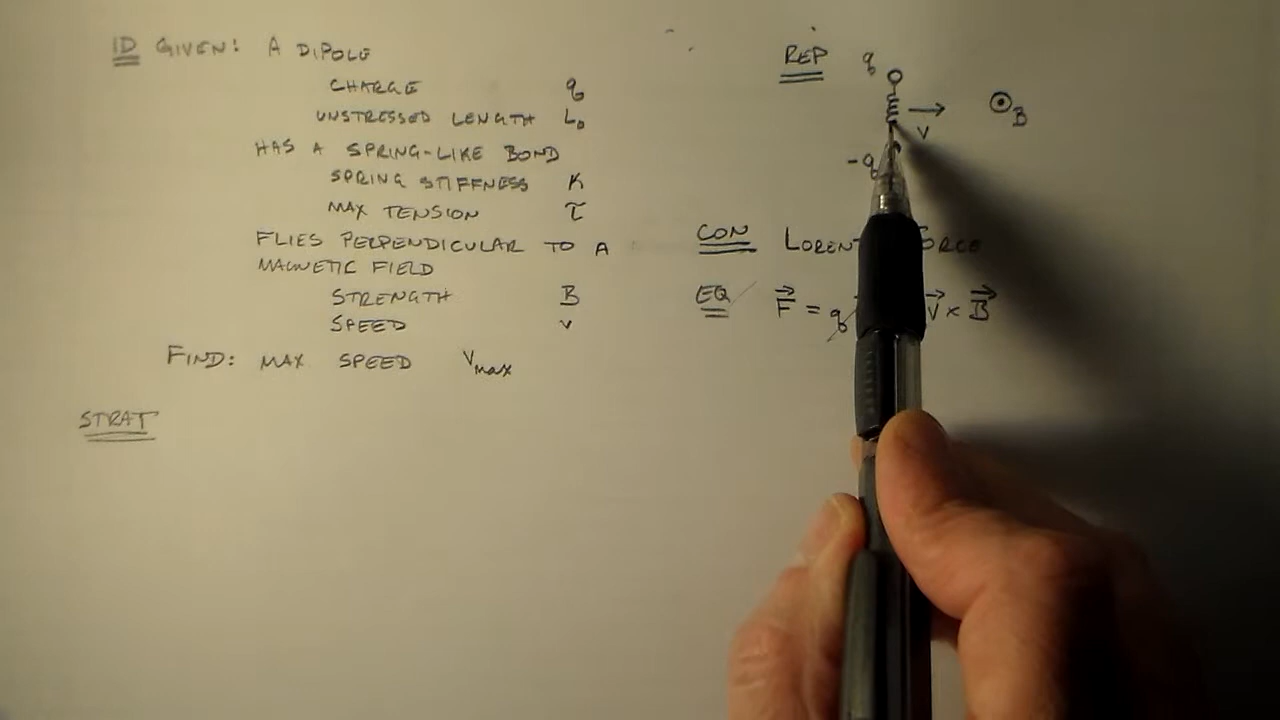 ID GIVEN: A DIPOLE
CHARGE q
UNSTRESSED LENGTH L₀
HAS A SPRING-LIKE BOND
SPRING STIFFNESS K
MAX TENSION τ
FLIES PERPENDICULAR TO A
MAGNETIC FIELD
STRENGTH B
SPEED v
FIND: MAX SPEED vmax
STRAT
REP q
v
B
-q
CON
EQ F⃗ = q v⃗ × B⃗